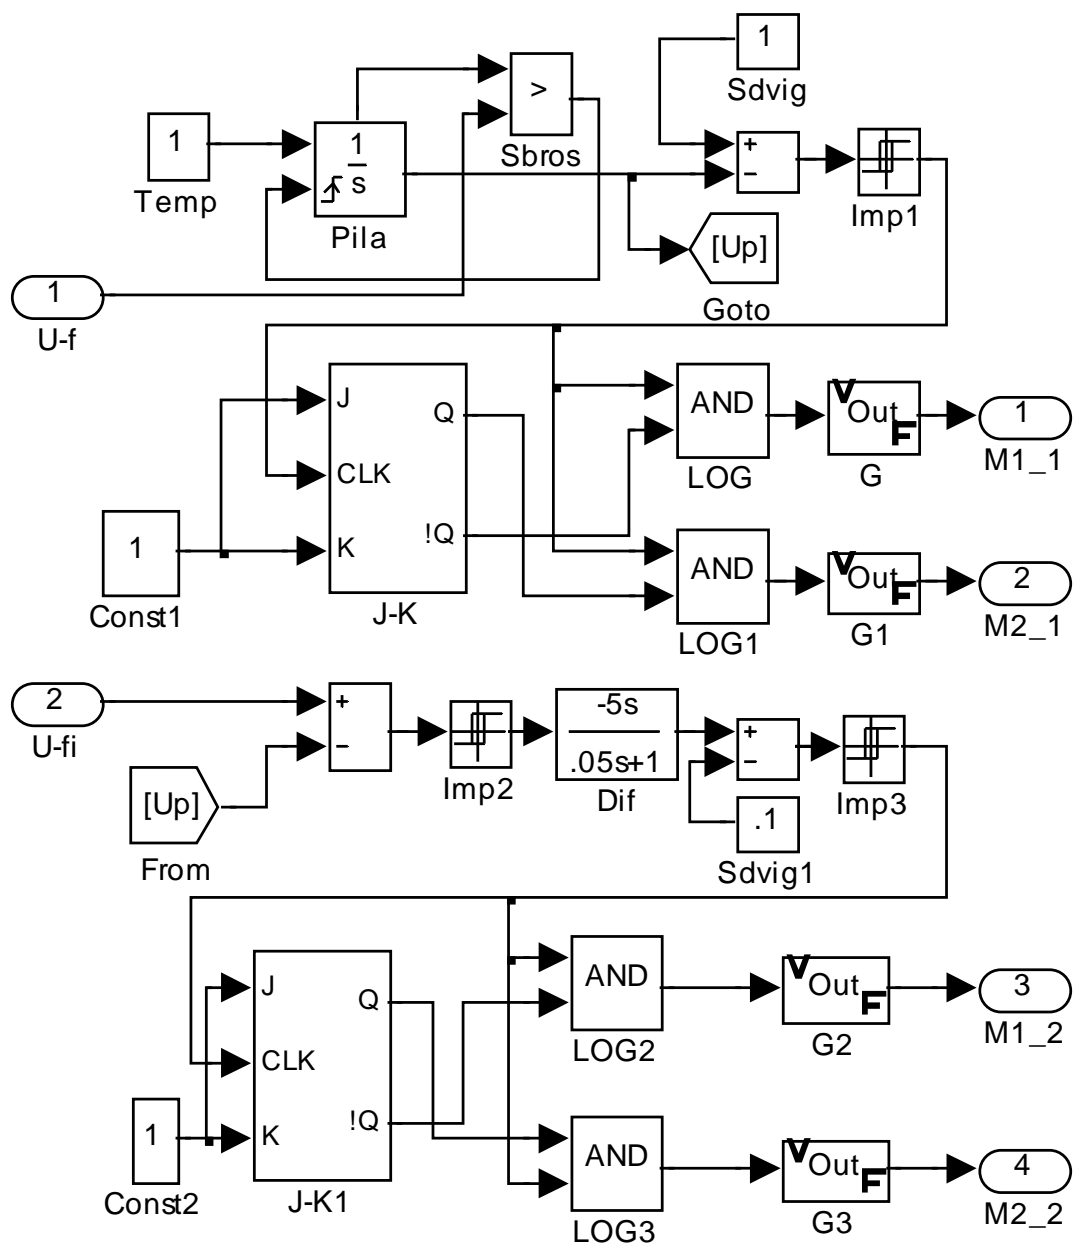 1
Sdvig
>
Sbros
1
Temp
1
s
Pila
+
−
Imp1
[Up]
Goto
1
U-f
J
CLK
K
Q
!Q
J-K
1
Const1
AND
LOG
V Out F
G
1
M1_1
AND
LOG1
V Out F
G1
2
M2_1
2
U-fi
+
−
[Up]
From
Imp2
-5s
.05s+1
Dif
+
−
.1
Sdvig1
Imp3
J
CLK
K
Q
!Q
J-K1
1
Const2
AND
LOG2
V Out F
G2
3
M1_2
AND
LOG3
V Out F
G3
4
M2_2